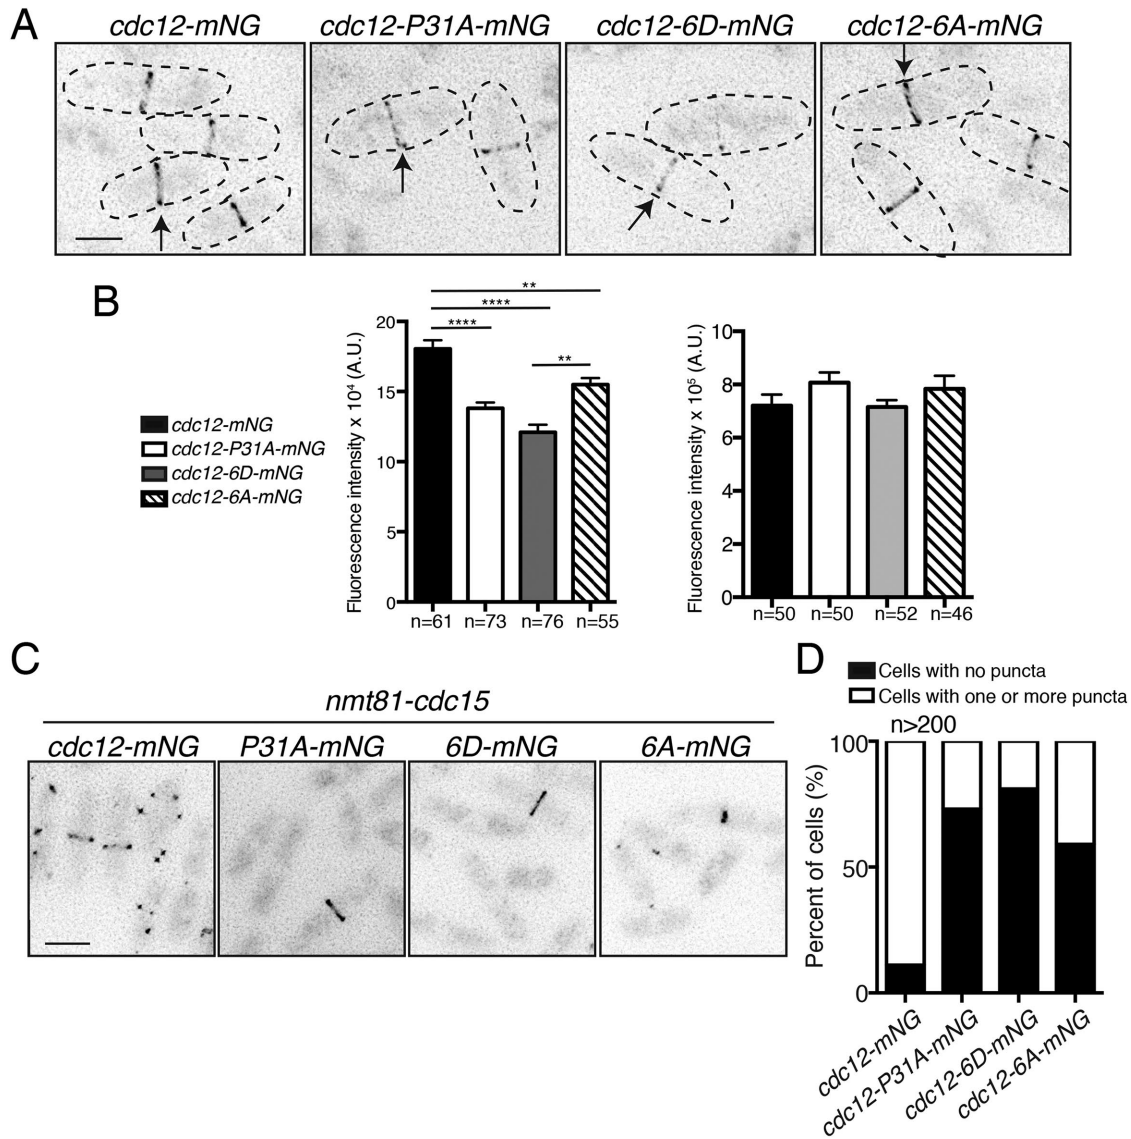 A
cdc12-mNG
cdc12-P31A-mNG
cdc12-6D-mNG
cdc12-6A-mNG
B
cdc12-mNG
cdc12-P31A-mNG
cdc12-6D-mNG
cdc12-6A-mNG
Fluorescence intensity x 10⁴ (A.U.)
20
15
10
5
0
**
****
****
**
n=61
n=73
n=76
n=55
Fluorescence intensity x 10⁵ (A.U.)
10
8
6
4
2
0
n=50
n=50
n=52
n=46
C
nmt81-cdc15
cdc12-mNG
P31A-mNG
6D-mNG
6A-mNG
D
Cells with no puncta
Cells with one or more puncta
n>200
Percent of cells (%)
100
50
0
cdc12-mNG
cdc12-P31A-mNG
cdc12-6D-mNG
cdc12-6A-mNG